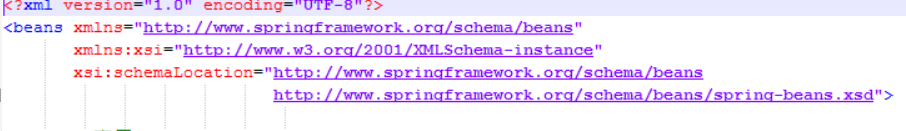 <?xml version="1.0" encoding="UTF-8"?>
<beans xmlns="http://www.springframework.org/schema/beans"
xmlns:xsi="http://www.w3.org/2001/XMLSchema-instance"
xsi:schemaLocation="http://www.springframework.org/schema/beans
http://www.springframework.org/schema/beans/spring-beans.xsd">